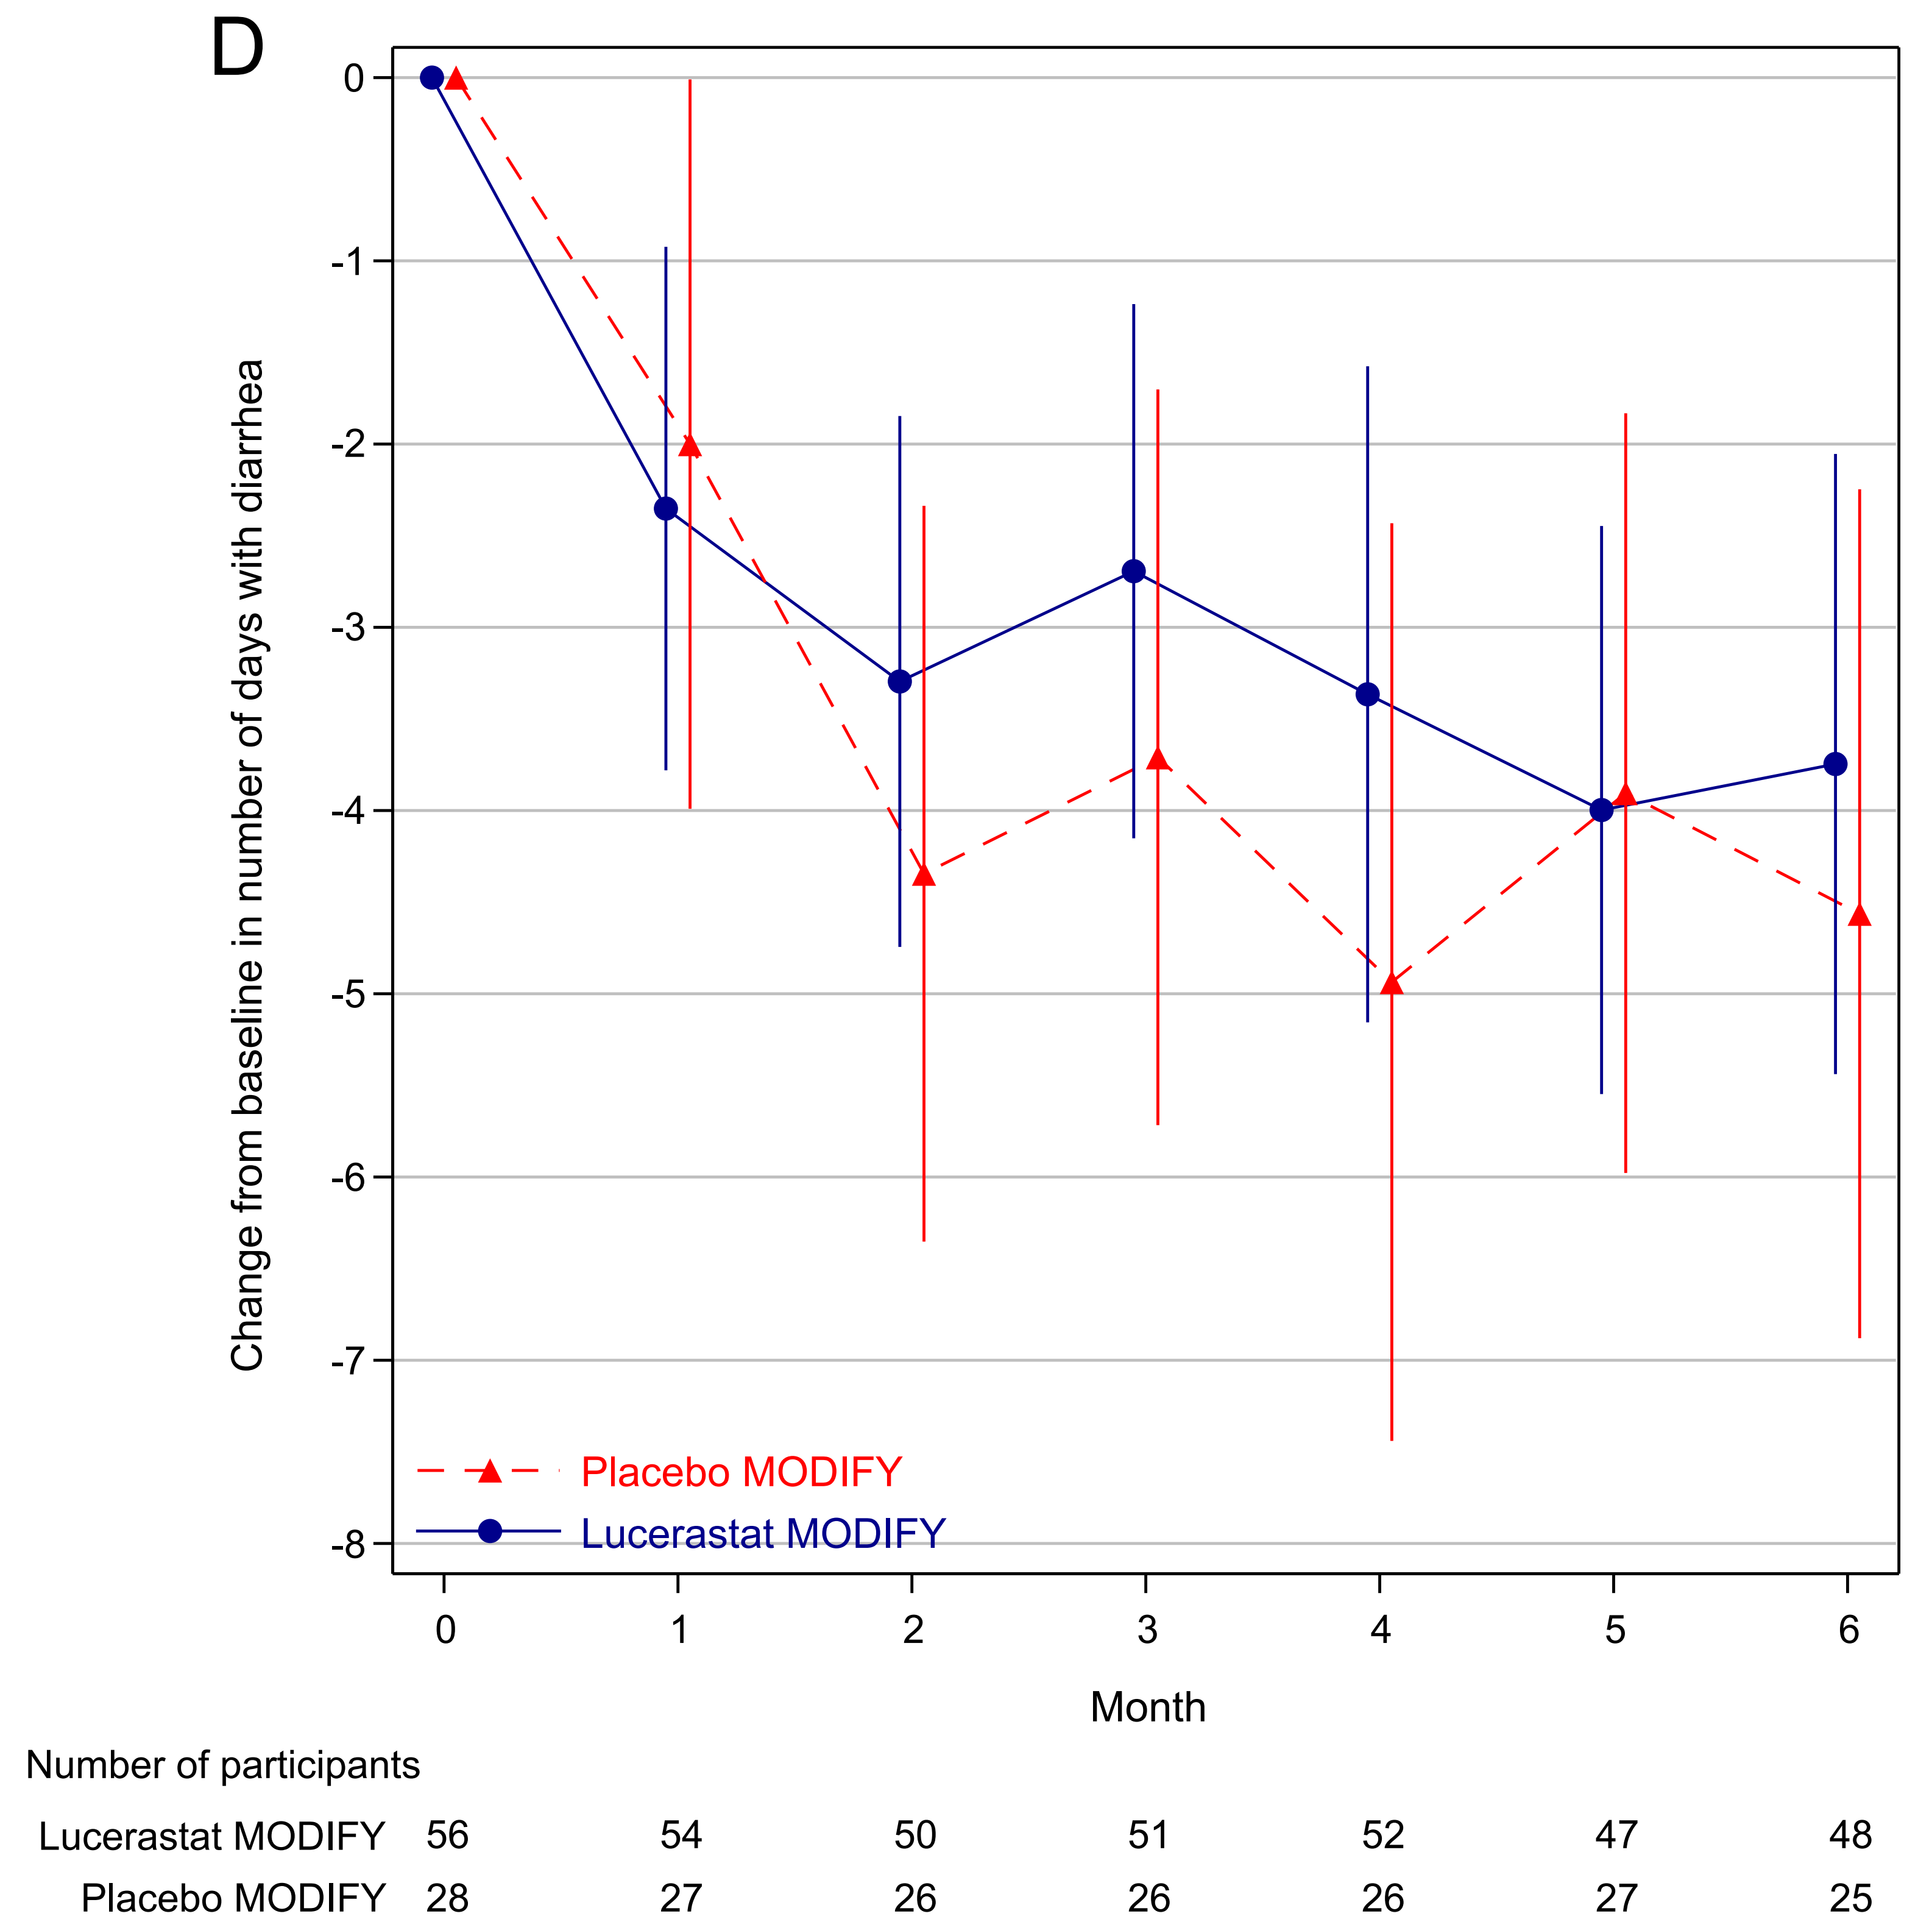 D
Change from baseline in number of days with diarrhea
0
-1
-2
-3
-4
-5
-6
-7
-8
Placebo MODIFY
Lucerastat MODIFY
0 1 2 3 4 5 6
Month
Number of participants
Lucerastat MODIFY 56 54 50 51 52 47 48
Placebo MODIFY 28 27 26 26 26 27 25